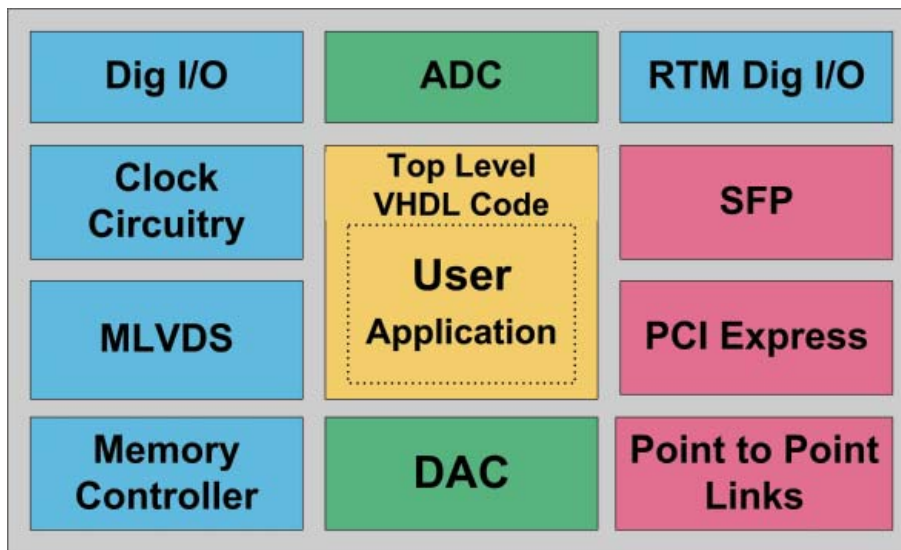 Dig I/O
ADC
RTM Dig I/O
Clock
Circuitry
Top Level
VHDL Code
User
Application
SFP
MLVDS
PCI Express
Memory
Controller
DAC
Point to Point
Links